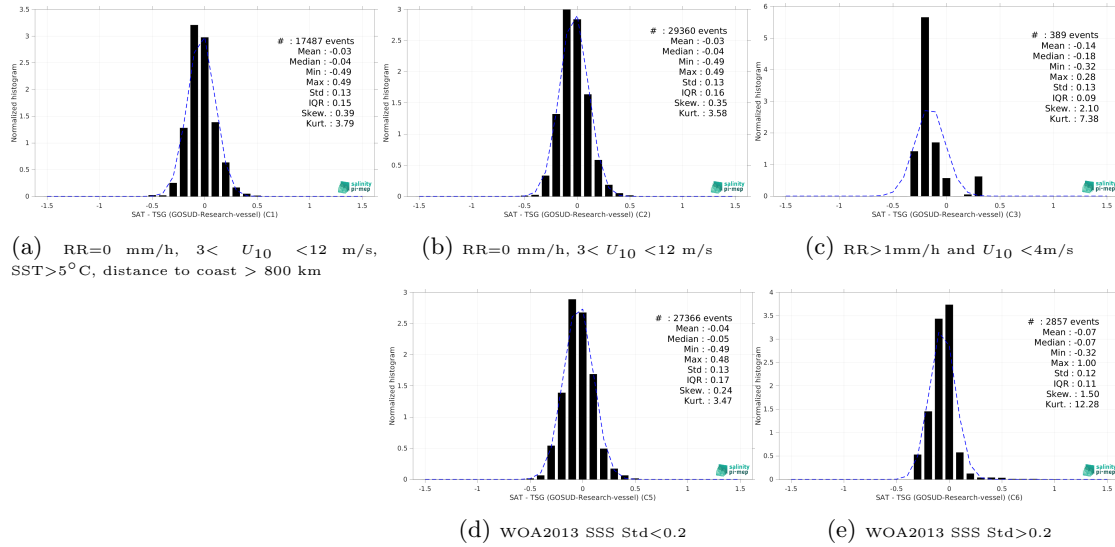 # : 17487 events
Mean : -0.03
Median : -0.04
Min : -0.49
Max : 0.49
Std : 0.13
IQR : 0.15
Skew. : 0.39
Kurt. : 3.79
3.5
3
2.5
2
1.5
1
0.5
0
Normalized histogram
-1.5 -1 -0.5 0 0.5 1 1.5
SAT - TSG (GOSUD-Research-vessel) (C1)
salinity
pi-mep
(a) RR=0 mm/h, 3< U10 <12 m/s,
SST>5°C, distance to coast > 800 km
# : 29360 events
Mean : -0.03
Median : -0.04
Min : -0.49
Max : 0.49
Std : 0.13
IQR : 0.16
Skew. : 0.35
Kurt. : 3.58
3
2.5
2
1.5
1
0.5
0
Normalized histogram
-1.5 -1 -0.5 0 0.5 1 1.5
SAT - TSG (GOSUD-Research-vessel) (C2)
salinity
pi-mep
(b) RR=0 mm/h, 3< U10 <12 m/s
# : 389 events
Mean : -0.14
Median : -0.18
Min : -0.32
Max : 0.28
Std : 0.13
IQR : 0.09
Skew. : 2.10
Kurt. : 7.38
6
5
4
3
2
1
0
Normalized histogram
-1.5 -1 -0.5 0 0.5 1 1.5
SAT - TSG (GOSUD-Research-vessel) (C3)
salinity
pi-mep
(c) RR>1mm/h and U10 <4m/s
# : 27366 events
Mean : -0.04
Median : -0.05
Min : -0.49
Max : 0.48
Std : 0.13
IQR : 0.17
Skew. : 0.24
Kurt. : 3.47
3
2.5
2
1.5
1
0.5
0
Normalized histogram
-1.5 -1 -0.5 0 0.5 1 1.5
SAT - TSG (GOSUD-Research-vessel) (C5)
salinity
pi-mep
(d) WOA2013 SSS Std<0.2
# : 2857 events
Mean : -0.07
Median : -0.07
Min : -0.32
Max : 1.00
Std : 0.12
IQR : 0.11
Skew. : 1.50
Kurt. : 12.28
4
3.5
3
2.5
2
1.5
1
0.5
0
Normalized histogram
-1.5 -1 -0.5 0 0.5 1 1.5
SAT - TSG (GOSUD-Research-vessel) (C6)
salinity
pi-mep
(e) WOA2013 SSS Std>0.2